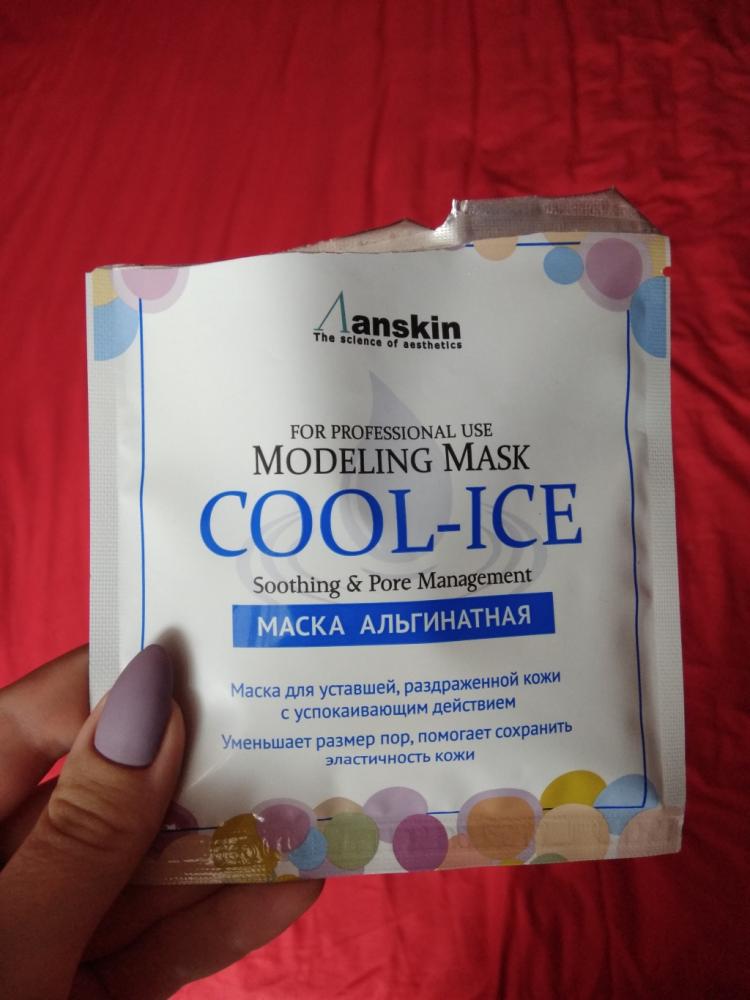 Anskin
The science of aesthetics
FOR PROFESSIONAL USE
MODELING MASK
COOL-ICE
Soothing & Pore Management
МАСКА АЛЬГИНАТНАЯ
Маска для уставшей, раздраженной кожи
с успокаивающим действием
Уменьшает размер пор, помогает сохранить
эластичность кожи